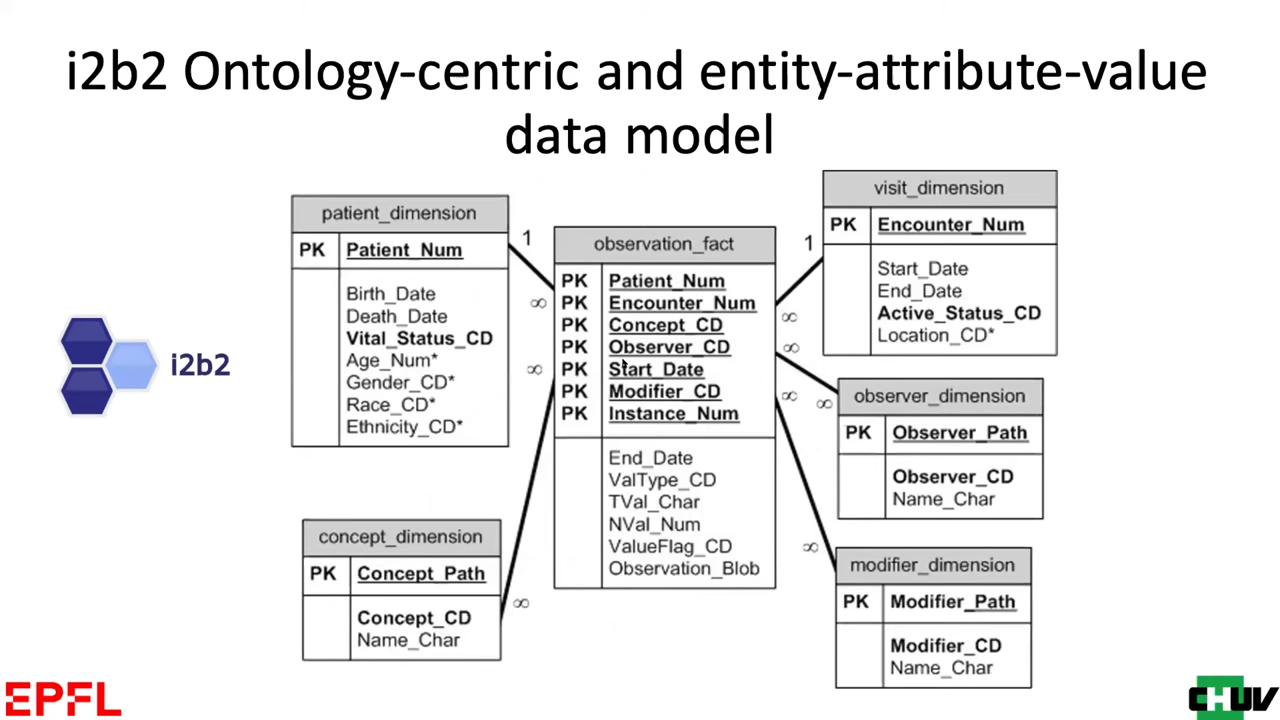 i2b2 Ontology-centric and entity-attribute-value
data model
patient_dimension
PK Patient_Num
Birth_Date
Death_Date
Vital_Status_CD
Age_Num*
Gender_CD*
Race_CD*
Ethnicity_CD*
1
∞
∞
observation_fact
PK Patient_Num
PK Encounter_Num
PK Concept_CD
PK Observer_CD
PK Start_Date
PK Modifier_CD
PK Instance_Num
End_Date
ValType_CD
TVal_Char
NVal_Num
ValueFlag_CD
Observation_Blob
1
∞
∞
∞
visit_dimension
PK Encounter_Num
Start_Date
End_Date
Active_Status_CD
Location_CD*
∞
observer_dimension
PK Observer_Path
Observer_CD
Name_Char
i2b2
concept_dimension
PK Concept_Path
Concept_CD
Name_Char
∞
∞
modifier_dimension
PK Modifier_Path
Modifier_CD
Name_Char
EPFL
CHUV